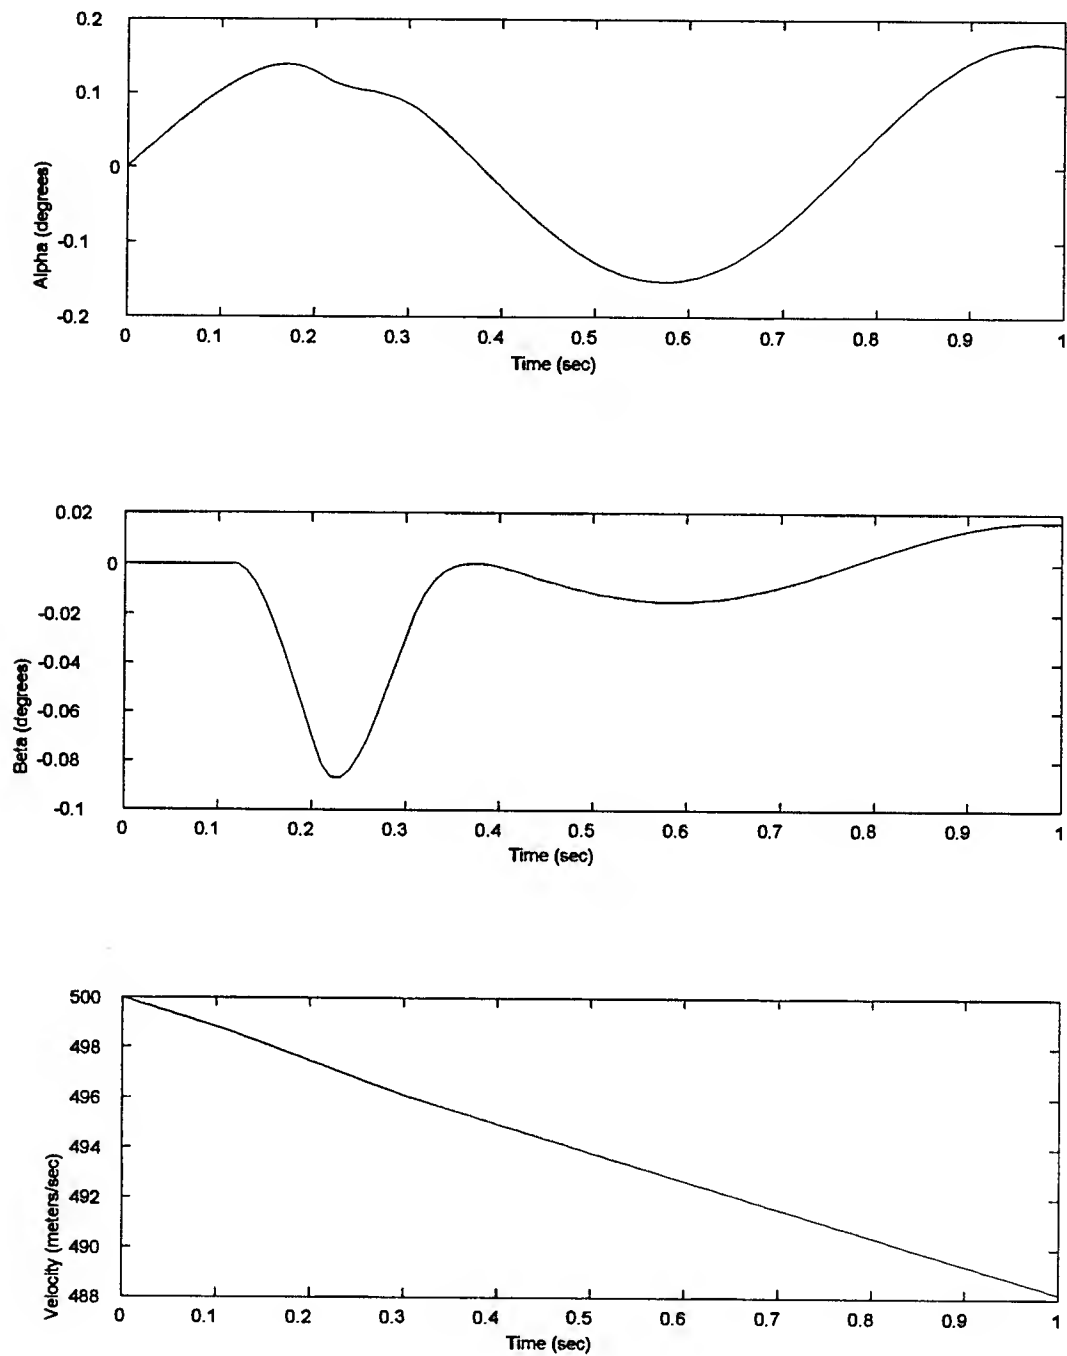 0.2
0.1
0
-0.1
-0.2
Alpha (degrees)
0 0.1 0.2 0.3 0.4 0.5 0.6 0.7 0.8 0.9 1
Time (sec)
0.02
0
-0.02
-0.04
-0.06
-0.08
-0.1
Beta (degrees)
0 0.1 0.2 0.3 0.4 0.5 0.6 0.7 0.8 0.9 1
Time (sec)
500
498
496
494
492
490
488
Velocity (meters/sec)
0 0.1 0.2 0.3 0.4 0.5 0.6 0.7 0.8 0.9 1
Time (sec)